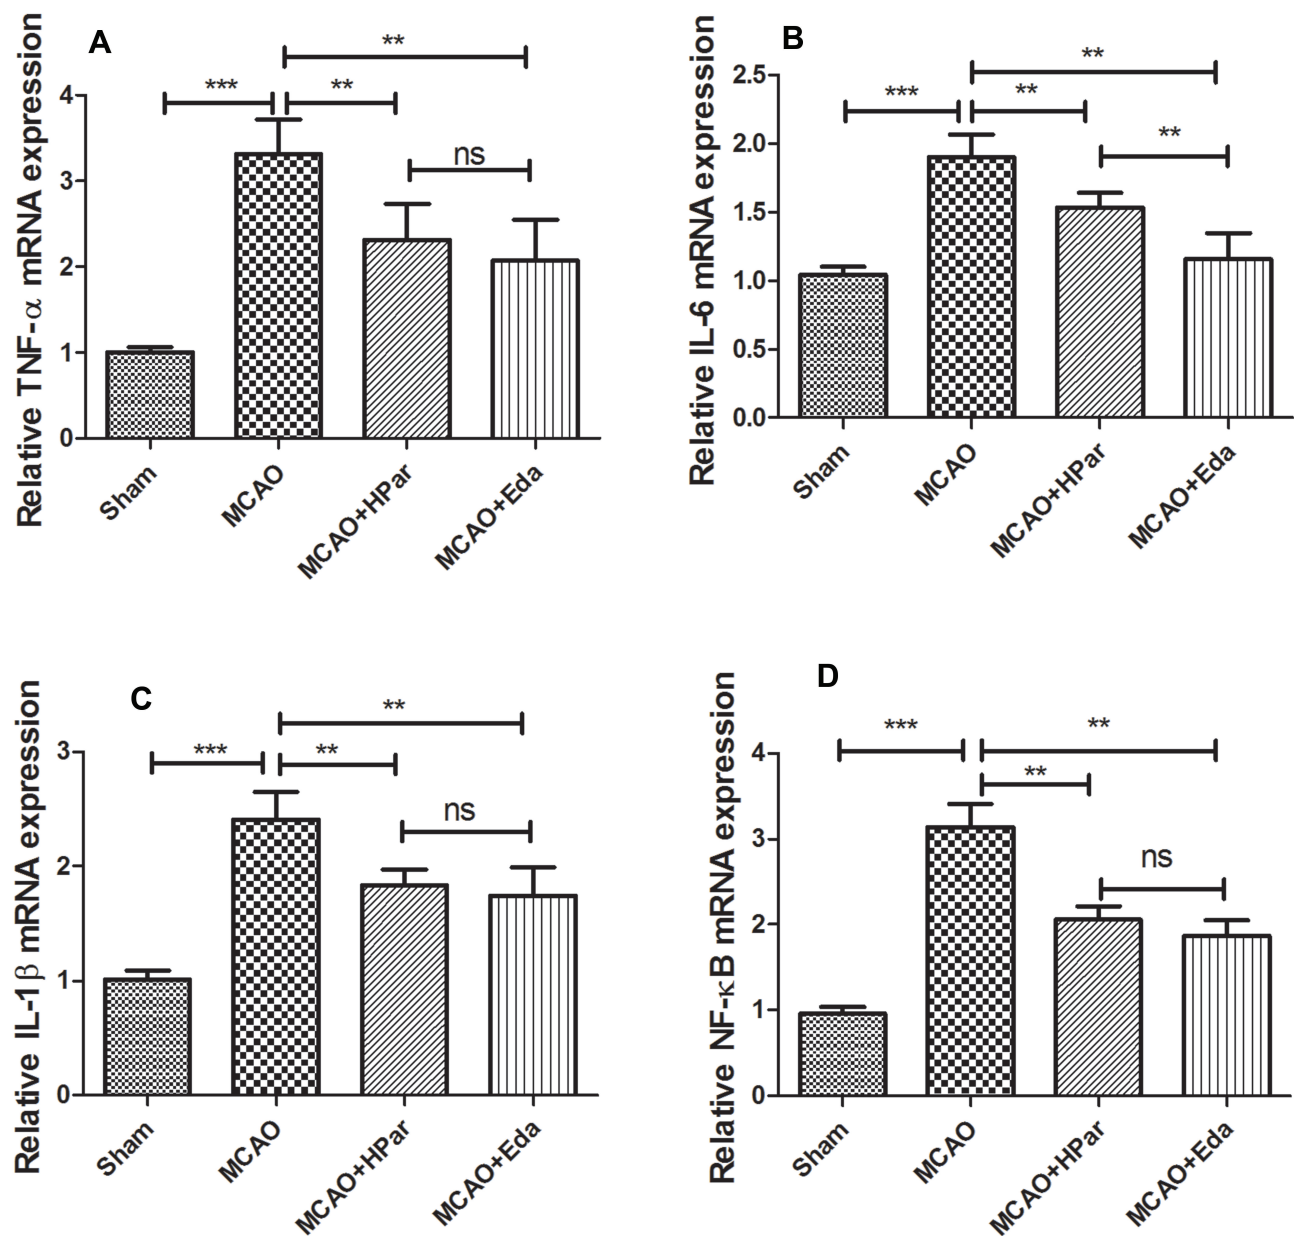 A
Relative TNF-α mRNA expression
**
*** **
ns
4
3
2
1
0
Sham
MCAO
MCAO+HPar
MCAO+Eda
B
Relative IL-6 mRNA expression
**
*** **
**
2.5
2.0
1.5
1.0
0.5
0.0
Sham
MCAO
MCAO+HPar
MCAO+Eda
C
Relative IL-1β mRNA expression
**
*** **
ns
3
2
1
0
Sham
MCAO
MCAO+HPar
MCAO+Eda
D
Relative NF-κB mRNA expression
*** **
**
ns
4
3
2
1
0
Sham
MCAO
MCAO+HPar
MCAO+Eda